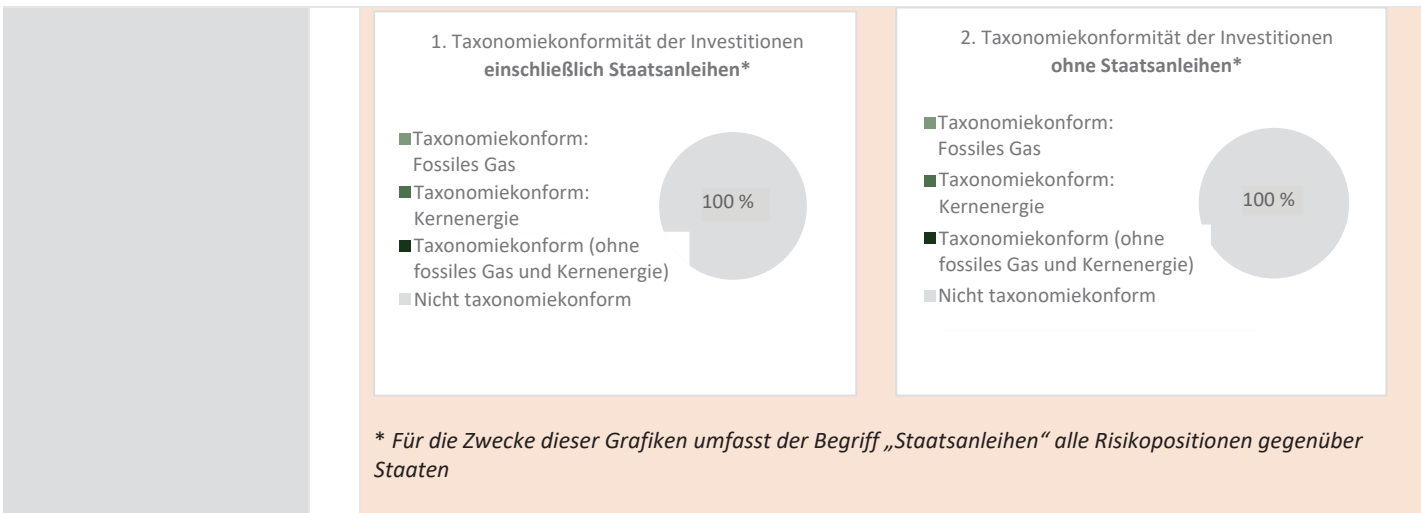 1. Taxonomiekonformität der Investitionen
einschließlich Staatsanleihen*
Taxonomiekonform:
Fossiles Gas
Taxonomiekonform:
Kernenergie
Taxonomiekonform (ohne
fossiles Gas und Kernenergie)
Nicht taxonomiekonform
100 %
2. Taxonomiekonformität der Investitionen
ohne Staatsanleihen*
Taxonomiekonform:
Fossiles Gas
Taxonomiekonform:
Kernenergie
Taxonomiekonform (ohne
fossiles Gas und Kernenergie)
Nicht taxonomiekonform
100 %
* Für die Zwecke dieser Grafiken umfasst der Begriff „Staatsanleihen“ alle Risikopositionen gegenüber
Staaten